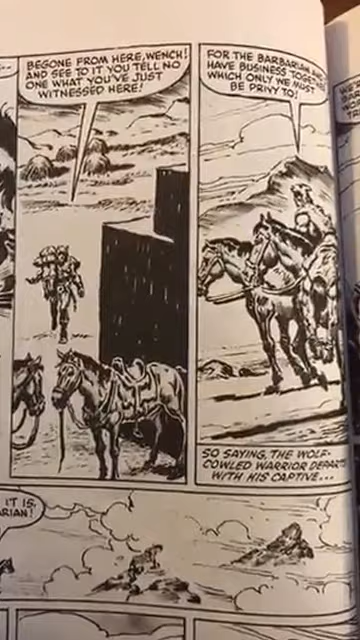 BEGONE FROM HERE, WENCH!
AND SEE TO IT YOU TELL NO
ONE WHAT YOU'VE JUST
WITNESSED HERE!
FOR THE BARBARIAN AND
HAVE BUSINESS TOGETHER
WHICH ONLY WE MUST
BE PRIVY TO!
SO SAYING, THE WOLF-
COWLED WARRIOR DEPARTS
WITH HIS CAPTIVE...
IT IS,
ARIAN!